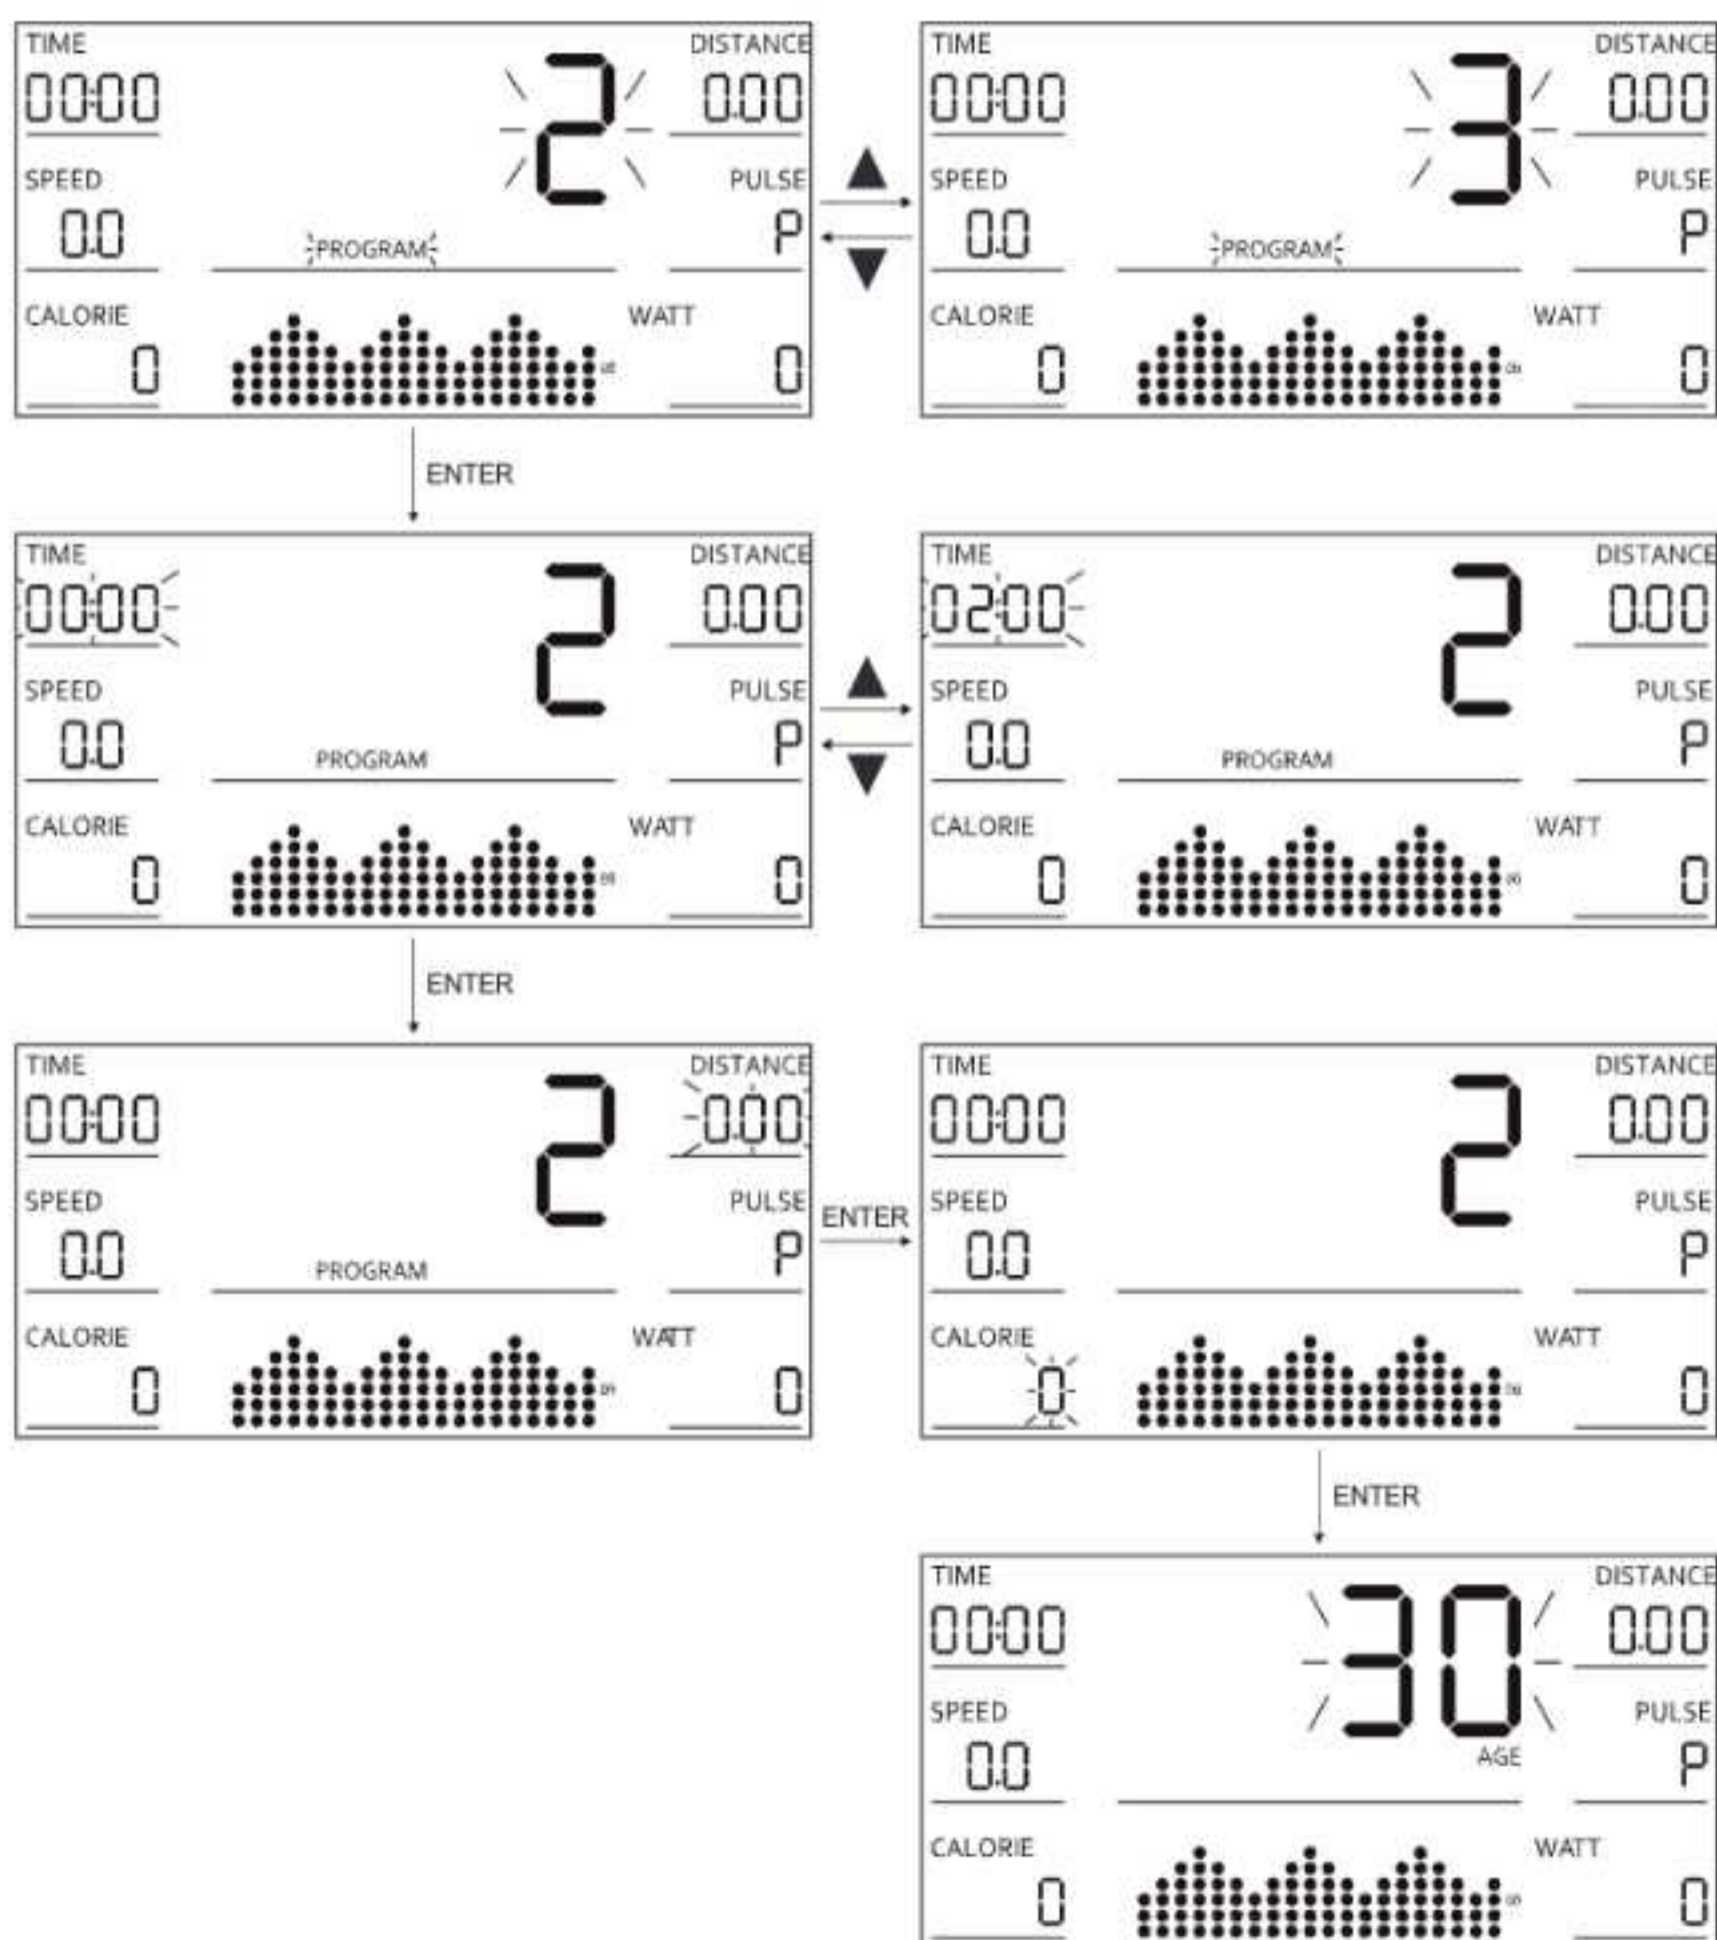 TIME DISTANCE
00:00 2 0.00
SPEED PULSE
0.0 PROGRAM P
CALORIE WATT
0 0
TIME DISTANCE
00:00 3 0.00
SPEED PULSE
0.0 PROGRAM P
CALORIE WATT
0 0
ENTER
TIME DISTANCE
00:00 2 0.00
SPEED PULSE
0.0 PROGRAM P
CALORIE WATT
0 0
TIME DISTANCE
02:00 2 0.00
SPEED PULSE
0.0 PROGRAM P
CALORIE WATT
0 0
ENTER
TIME DISTANCE
00:00 2 0.00
SPEED PULSE
0.0 PROGRAM P
CALORIE WATT
0 0
ENTER
TIME DISTANCE
00:00 2 0.00
SPEED PULSE
0.0 P
CALORIE WATT
0 0
ENTER
TIME DISTANCE
00:00 30 0.00
SPEED PULSE
0.0 AGE P
CALORIE WATT
0 0